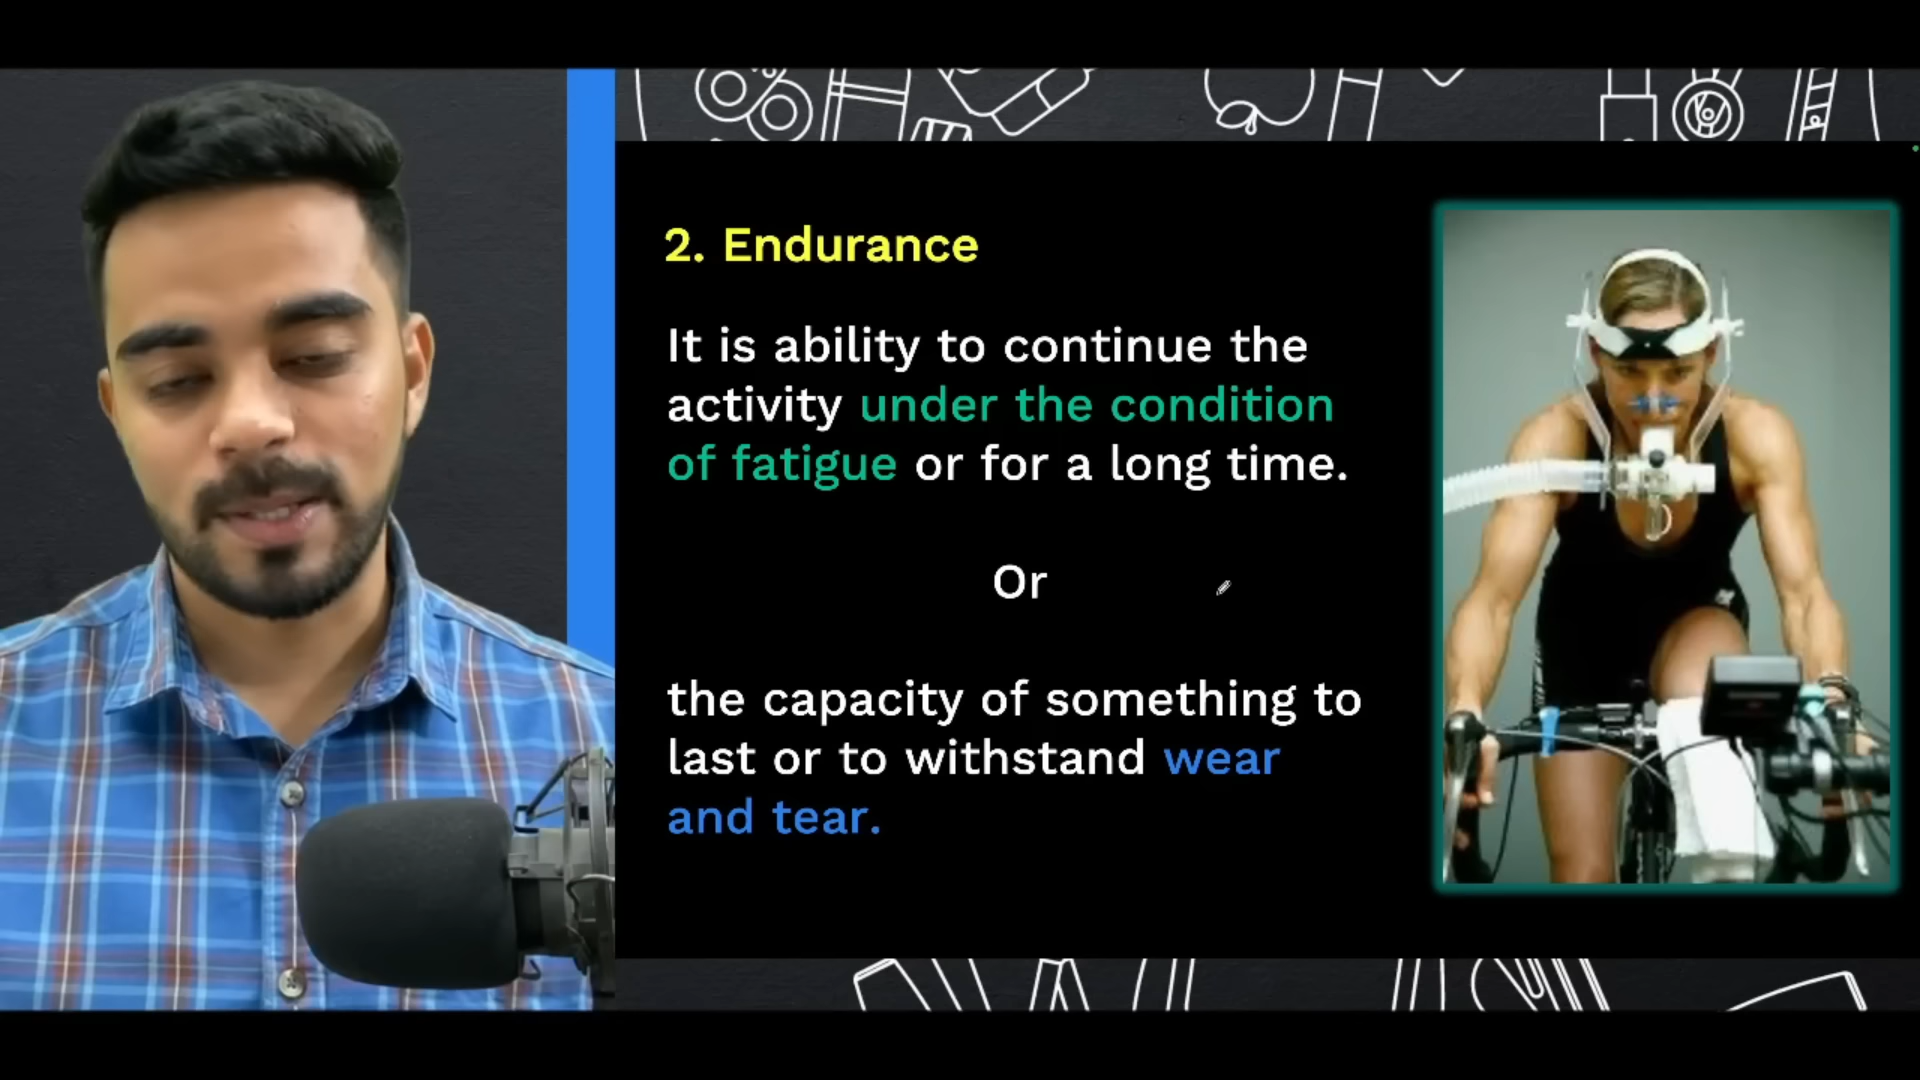 2. Endurance
It is ability to continue the
activity under the condition
of fatigue or for a long time.
Or
the capacity of something to
last or to withstand wear
and tear.